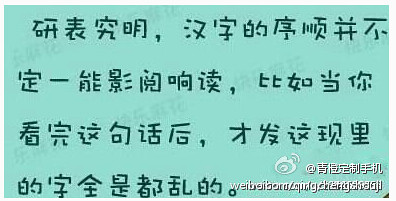 研表究明，汉字的序顺并不
定一能影阅响读，比如当你
看完这句话后，才发这现里
的字全是都乱的。
@青橙定制手机